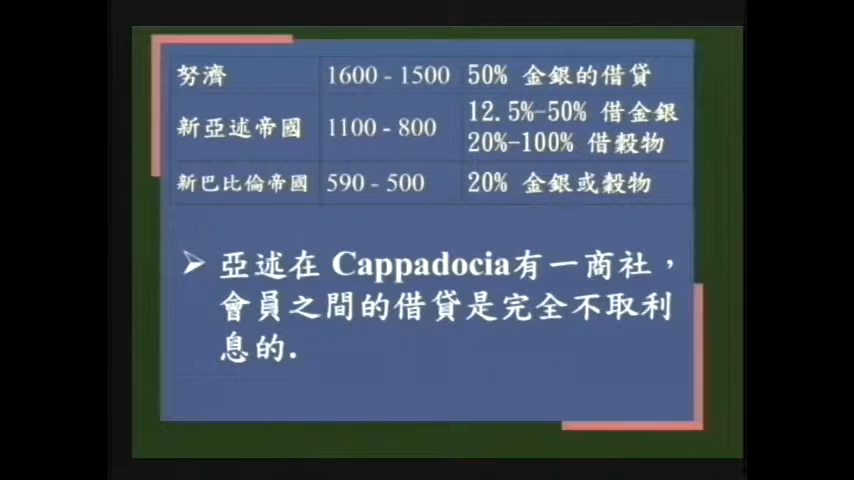 努濟 1600 - 1500 50% 金銀的借貸
新亞述帝國 1100 - 800 12.5%-50% 借金銀
20%-100% 借穀物
新巴比倫帝國 590 - 500 20% 金銀或穀物
➢ 亞述在 Cappadocia有一商社，
會員之間的借貸是完全不取利
息的.